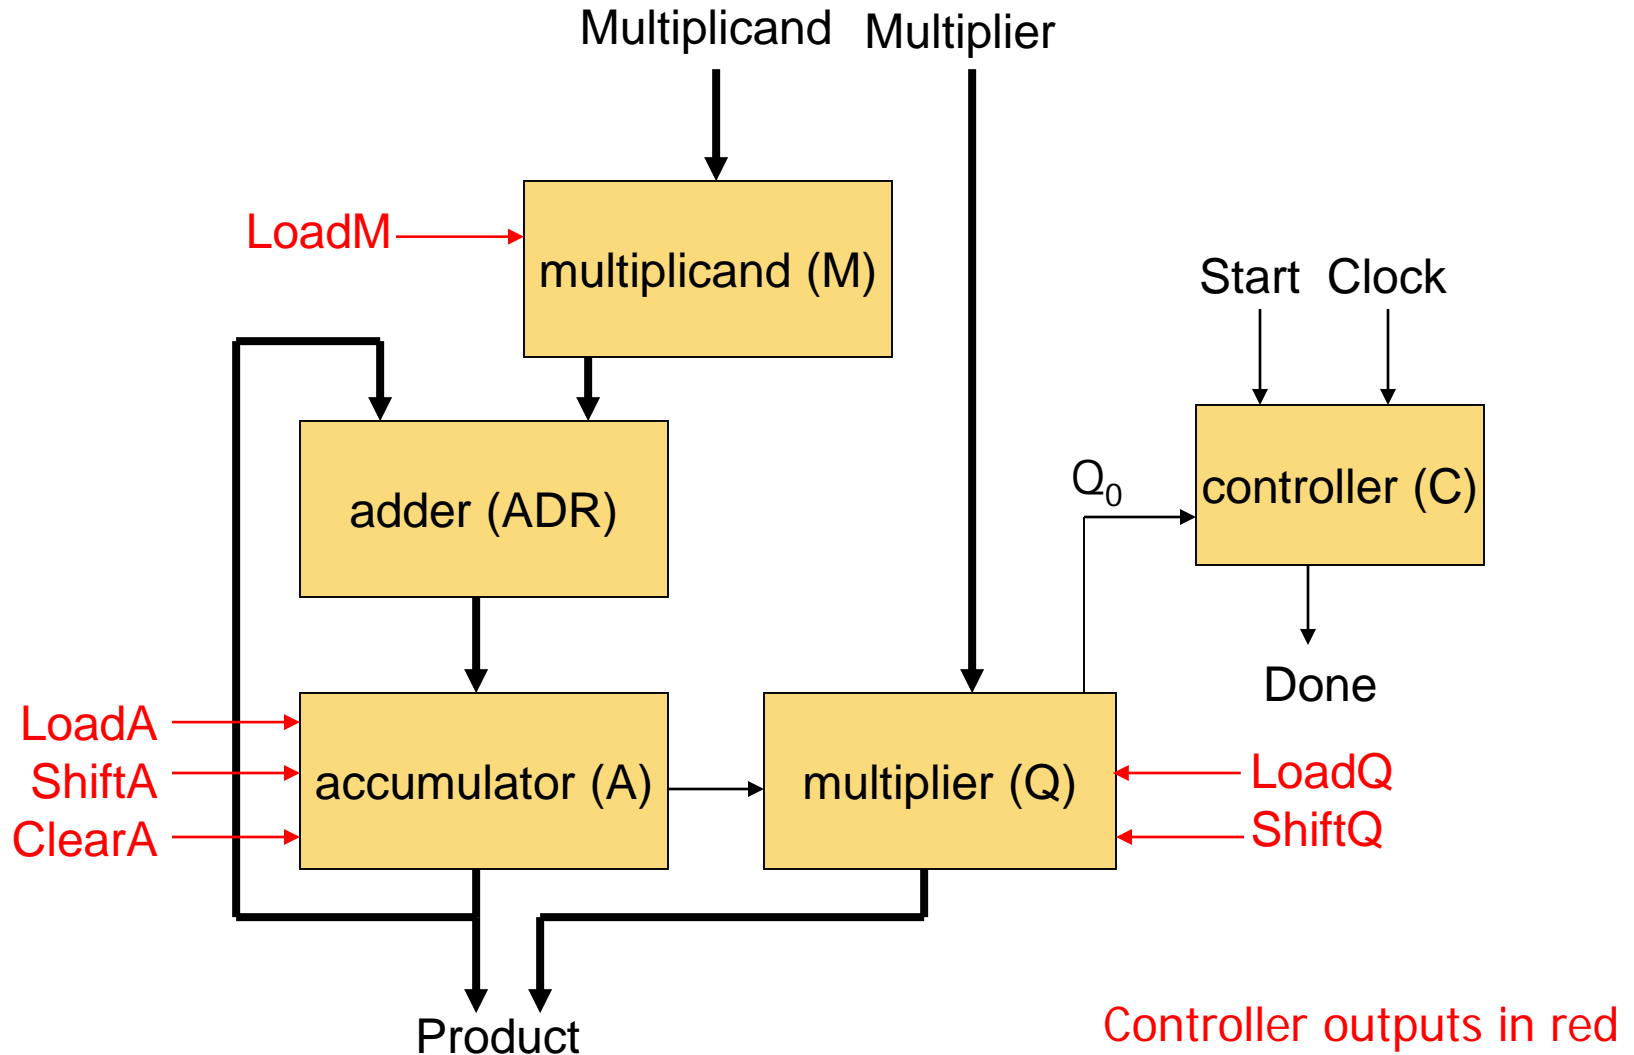 Multiplicand Multiplier
LoadM
multiplicand (M)
Start Clock
adder (ADR)
Q₀
controller (C)
Done
LoadA
ShiftA
ClearA
accumulator (A)
multiplier (Q)
LoadQ
ShiftQ
Product
Controller outputs in red